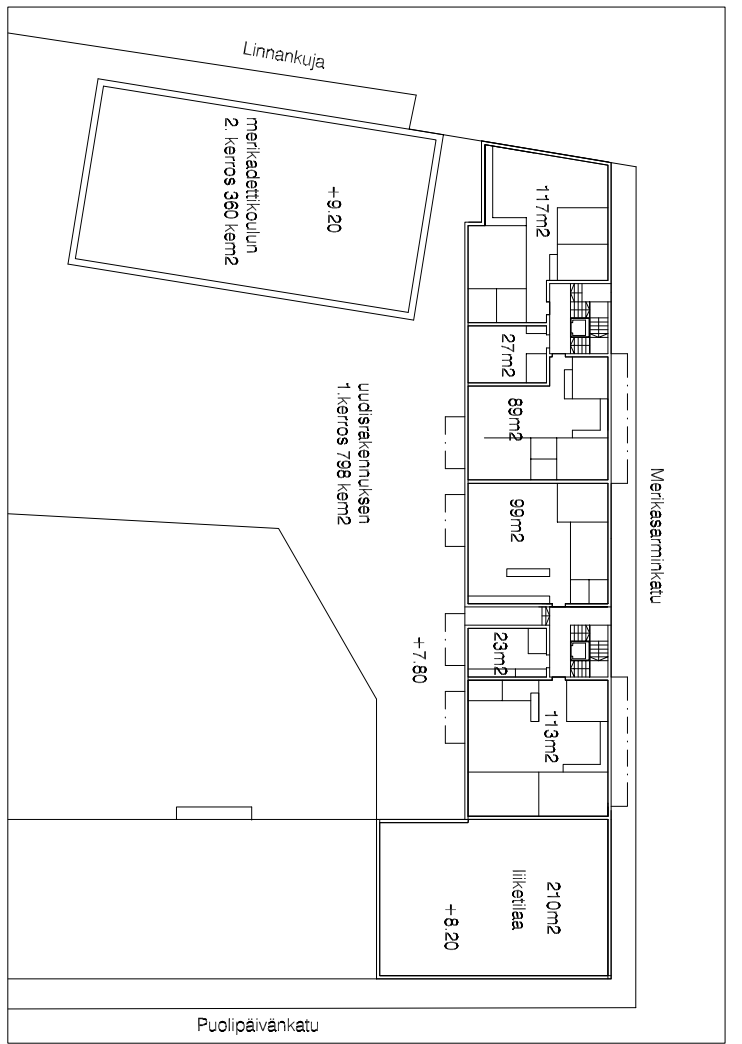 Linnankuja
merikadettikoulun
2. kerros 360 kem2
+9.20
117m2
27m2
89m2
uudisrakennuksen
1.kerros 798 kem2
Merikasarminkatu
99m2
+7.80
23m2
113m2
210m2
liiketilaa
+8.20
Puolipäivänkatu